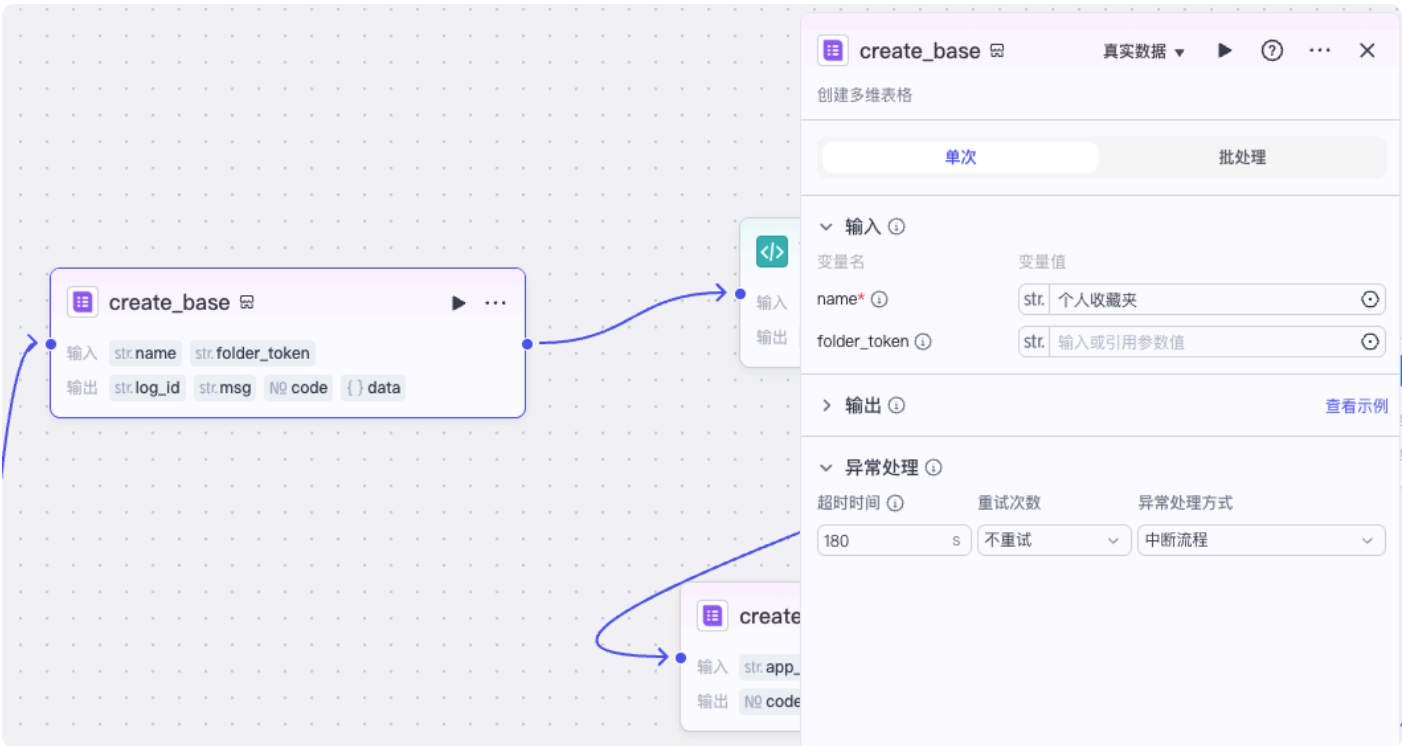 create_base
输入 str.name str.folder_token
输出 str.log_id str.msg № code { } data
</>
输入
输出
create
输入 str.app_
输出 № code
create_base 真实数据
创建多维表格
单次 批处理
输入
变量名 变量值
name* str. 个人收藏夹
folder_token str. 输入或引用参数值
输出 查看示例
异常处理
超时时间 重试次数 异常处理方式
180 s 不重试 中断流程